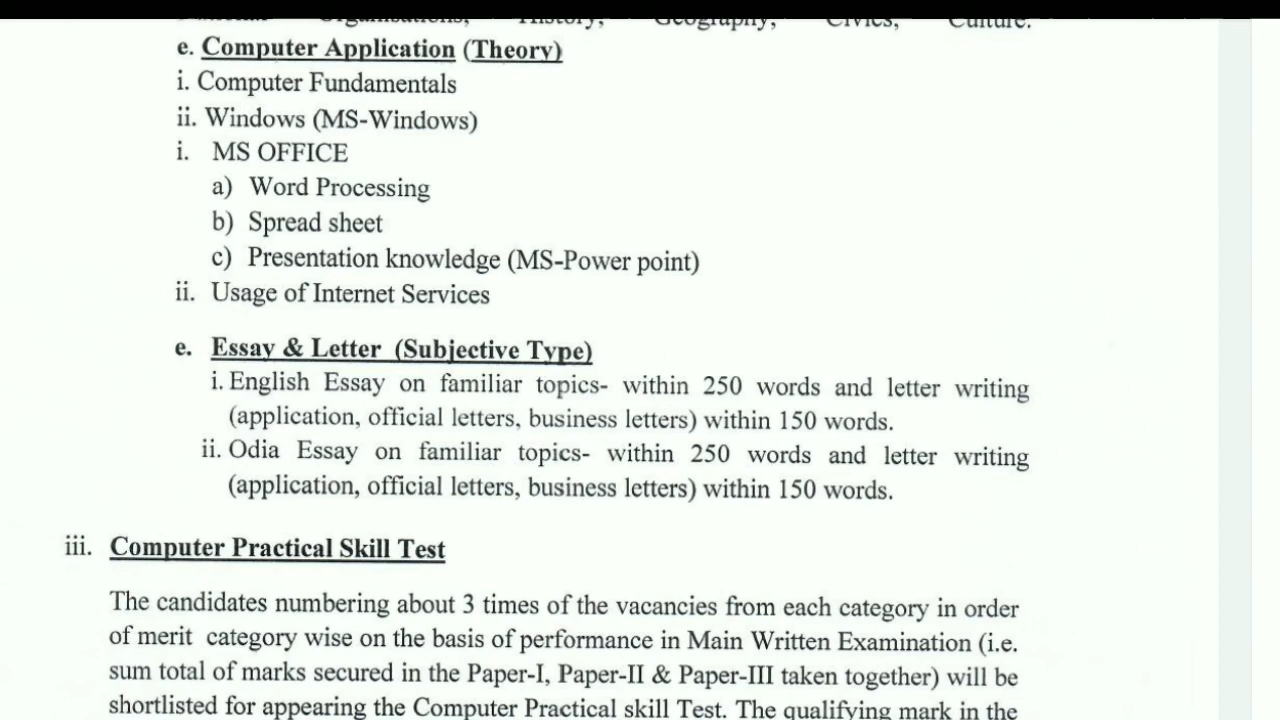 Organisations, History, Geography, Civics, Culture.
e. Computer Application (Theory)
i. Computer Fundamentals
ii. Windows (MS-Windows)
i. MS OFFICE
a) Word Processing
b) Spread sheet
c) Presentation knowledge (MS-Power point)
ii. Usage of Internet Services
e. Essay & Letter (Subjective Type)
i. English Essay on familiar topics- within 250 words and letter writing
(application, official letters, business letters) within 150 words.
ii. Odia Essay on familiar topics- within 250 words and letter writing
(application, official letters, business letters) within 150 words.
iii. Computer Practical Skill Test
The candidates numbering about 3 times of the vacancies from each category in order
of merit category wise on the basis of performance in Main Written Examination (i.e.
sum total of marks secured in the Paper-I, Paper-II & Paper-III taken together) will be
shortlisted for appearing the Computer Practical skill Test. The qualifying mark in the